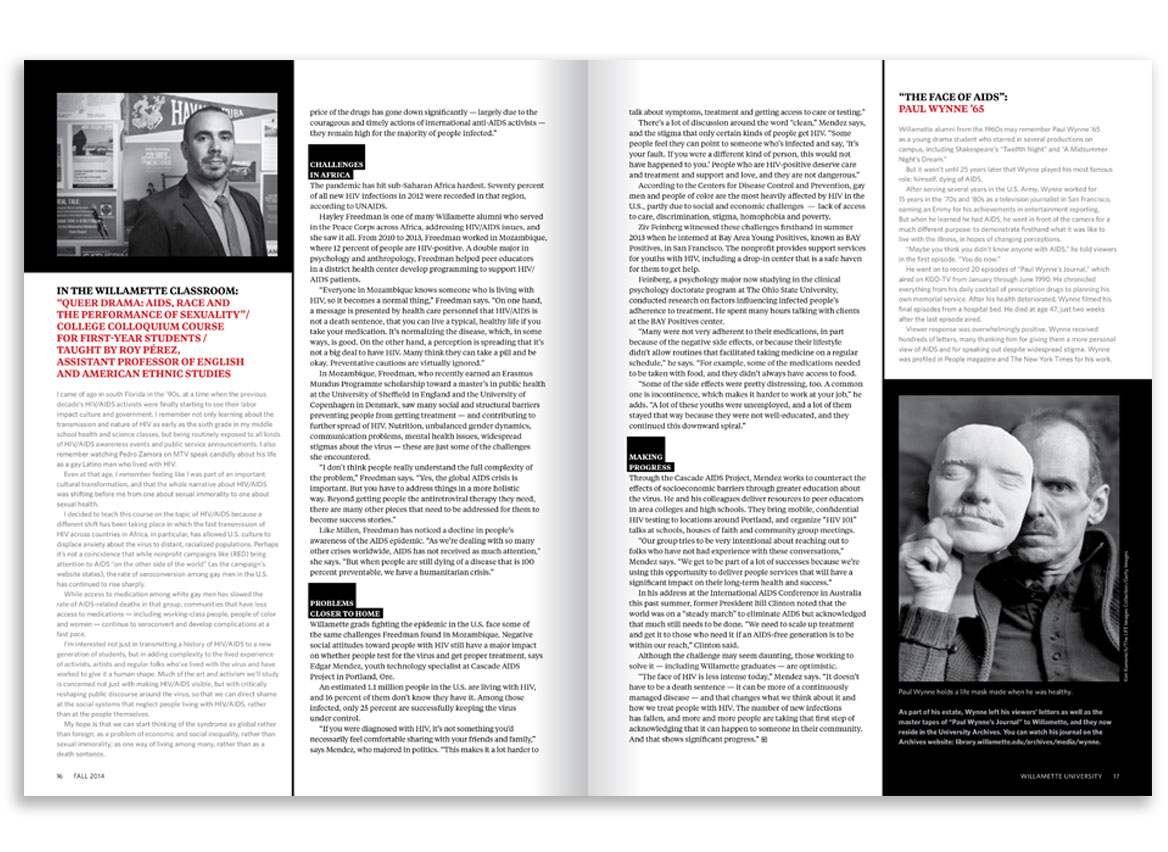 HAVANA CUBA
IN THE WILLAMETTE CLASSROOM:
“QUEER DRAMA: AIDS, RACE AND
THE PERFORMANCE OF SEXUALITY”/
COLLEGE COLLOQUIUM COURSE
FOR FIRST-YEAR STUDENTS /
TAUGHT BY ROY PÉREZ,
ASSISTANT PROFESSOR OF ENGLISH
AND AMERICAN ETHNIC STUDIES
I came of age in south Florida in the ’90s, at a time when the previous
decade’s HIV/AIDS activists were finally starting to see their labor
impact culture and government. I remember not only learning about the
transmission and nature of HIV as early as the sixth grade in my middle
school health and science classes, but being routinely exposed to all kinds
of HIV/AIDS awareness events and public service announcements. I also
remember watching Pedro Zamora on MTV speak candidly about his life
as a gay Latino man who lived with HIV.
Even at that age, I remember feeling like I was part of an important
cultural transformation, and that the whole narrative about HIV/AIDS
was shifting before me from one about sexual immorality to one about
sexual health.
I decided to teach this course on the topic of HIV/AIDS because a
different shift has been taking place in which the fast transmission of
HIV across countries in Africa, in particular, has allowed U.S. culture to
displace anxiety about the virus to distant, racialized populations. Perhaps
it’s not a coincidence that while nonprofit campaigns like (RED) bring
attention to AIDS “on the other side of the world” (as the campaign’s
website states), the rate of seroconversion among gay men in the U.S.
has continued to rise sharply.
While access to medication among white gay men has slowed the
rate of AIDS-related deaths in that group, communities that have less
access to medications — including working-class people, people of color
and women — continue to seroconvert and develop complications at a
fast pace.
I’m interested not just in transmitting a history of HIV/AIDS to a new
generation of students, but in adding complexity to the lived experience
of activists, artists and regular folks who’ve lived with the virus and have
worked to give it a human shape. Much of the art and activism we’ll study
is concerned not just with making HIV/AIDS visible, but with critically
reshaping public discourse around the virus, so that we can direct shame
at the social systems that neglect people living with HIV/AIDS, rather
than at the people themselves.
My hope is that we can start thinking of the syndrome as global rather
than foreign; as a problem of economic and social inequality, rather than
sexual immorality; as one way of living among many, rather than as a
death sentence.
16 FALL 2014
price of the drugs has gone down significantly — largely due to the
courageous and timely actions of international anti-AIDS activists —
they remain high for the majority of people infected.”
CHALLENGES
IN AFRICA
The pandemic has hit sub-Saharan Africa hardest. Seventy percent
of all new HIV infections in 2012 were recorded in that region,
according to UNAIDS.
Hayley Freedman is one of many Willamette alumni who served
in the Peace Corps across Africa, addressing HIV/AIDS issues, and
she saw it all. From 2010 to 2013, Freedman worked in Mozambique,
where 12 percent of people are HIV-positive. A double major in
psychology and anthropology, Freedman helped peer educators
in a district health center develop programming to support HIV/
AIDS patients.
“Everyone in Mozambique knows someone who is living with
HIV, so it becomes a normal thing,” Freedman says. “On one hand,
a message is presented by health care personnel that HIV/AIDS is
not a death sentence, that you can live a typical, healthy life if you
take your medication. It’s normalizing the disease, which, in some
ways, is good. On the other hand, a perception is spreading that it’s
not a big deal to have HIV. Many think they can take a pill and be
okay. Preventative cautions are virtually ignored.”
In Mozambique, Freedman, who recently earned an Erasmus
Mundus Programme scholarship toward a master’s in public health
at the University of Sheffield in England and the University of
Copenhagen in Denmark, saw many social and structural barriers
preventing people from getting treatment — and contributing to
further spread of HIV. Nutrition, unbalanced gender dynamics,
communication problems, mental health issues, widespread
stigmas about the virus — these are just some of the challenges
she encountered.
“I don’t think people really understand the full complexity of
the problem,” Freedman says. “Yes, the global AIDS crisis is
important. But you have to address things in a more holistic
way. Beyond getting people the antiretroviral therapy they need,
there are many other pieces that need to be addressed for them to
become success stories.”
Like Millen, Freedman has noticed a decline in people’s
awareness of the AIDS epidemic. “As we’re dealing with so many
other crises worldwide, AIDS has not received as much attention,”
she says. “But when people are still dying of a disease that is 100
percent preventable, we have a humanitarian crisis.”
PROBLEMS
CLOSER TO HOME
Willamette grads fighting the epidemic in the U.S. face some of
the same challenges Freedman found in Mozambique. Negative
social attitudes toward people with HIV still have a major impact
on whether people test for the virus and get proper treatment, says
Edgar Mendez, youth technology specialist at Cascade AIDS
Project in Portland, Ore.
An estimated 1.1 million people in the U.S. are living with HIV,
and 16 percent of them don’t know they have it. Among those
infected, only 25 percent are successfully keeping the virus
under control.
“If you were diagnosed with HIV, it’s not something you’d
necessarily feel comfortable sharing with your friends and family,”
says Mendez, who majored in politics. “This makes it a lot harder to
talk about symptoms, treatment and getting access to care or testing.”
There’s a lot of discussion around the word “clean,” Mendez says,
and the stigma that only certain kinds of people get HIV. “Some
people feel they can point to someone who’s infected and say, ‘It’s
your fault. If you were a different kind of person, this would not
have happened to you.’ People who are HIV-positive deserve care
and treatment and support and love, and they are not dangerous.”
According to the Centers for Disease Control and Prevention, gay
men and people of color are the most heavily affected by HIV in the
U.S., partly due to social and economic challenges — lack of access
to care, discrimination, stigma, homophobia and poverty.
Ziv Feinberg witnessed these challenges firsthand in summer
2013 when he interned at Bay Area Young Positives, known as BAY
Positives, in San Francisco. The nonprofit provides support services
for youths with HIV, including a drop-in center that is a safe haven
for them to get help.
Feinberg, a psychology major now studying in the clinical
psychology doctorate program at The Ohio State University,
conducted research on factors influencing infected people’s
adherence to treatment. He spent many hours talking with clients
at the BAY Positives center.
“Many were not very adherent to their medications, in part
because of the negative side effects, or because their lifestyle
didn’t allow routines that facilitated taking medicine on a regular
schedule,” he says. “For example, some of the medications needed
to be taken with food, and they didn’t always have access to food.
“Some of the side effects were pretty distressing, too. A common
one is incontinence, which makes it harder to work at your job,” he
adds. “A lot of these youths were unemployed, and a lot of them
stayed that way because they were not well-educated, and they
continued this downward spiral.”
MAKING
PROGRESS
Through the Cascade AIDS Project, Mendez works to counteract the
effects of socioeconomic barriers through greater education about
the virus. He and his colleagues deliver resources to peer educators
in area colleges and high schools. They bring mobile, confidential
HIV testing to locations around Portland, and organize “HIV 101”
talks at schools, houses of faith and community group meetings.
“Our group tries to be very intentional about reaching out to
folks who have not had experience with these conversations,”
Mendez says. “We get to be part of a lot of successes because we’re
using this opportunity to deliver people services that will have a
significant impact on their long-term health and success.”
In his address at the International AIDS Conference in Australia
this past summer, former President Bill Clinton noted that the
world was on a “steady march” to eliminate AIDS but acknowledged
that much still needs to be done. “We need to scale up treatment
and get it to those who need it if an AIDS-free generation is to be
within our reach,” Clinton said.
Although the challenge may seem daunting, those working to
solve it — including Willamette graduates — are optimistic.
“The face of HIV is less intense today,” Mendez says. “It doesn’t
have to be a death sentence — it can be more of a continuously
managed disease — and that changes what we think about it and
how we treat people with HIV. The number of new infections
has fallen, and more and more people are taking that first step of
acknowledging that it can happen to someone in their community.
And that shows significant progress.”
“THE FACE OF AIDS”:
PAUL WYNNE ’65
Willamette alumni from the 1960s may remember Paul Wynne ’65
as a young drama student who starred in several productions on
campus, including Shakespeare’s “Twelfth Night” and “A Midsummer
Night’s Dream.”
But it wasn’t until 25 years later that Wynne played his most famous
role: himself, dying of AIDS.
After serving several years in the U.S. Army, Wynne worked for
15 years in the ’70s and ’80s as a television journalist in San Francisco,
earning an Emmy for his achievements in entertainment reporting.
But when he learned he had AIDS, he went in front of the camera for a
much different purpose: to demonstrate firsthand what it was like to
live with the illness, in hopes of changing perceptions.
“Maybe you think you didn’t know anyone with AIDS,” he told viewers
in the first episode. “You do now.”
He went on to record 20 episodes of “Paul Wynne’s Journal,” which
aired on KGO-TV from January through June 1990. He chronicled
everything from his daily cocktail of prescription drugs to planning his
own memorial service. After his health deteriorated, Wynne filmed his
final episodes from a hospital bed. He died at age 47, just two weeks
after the last episode aired.
Viewer response was overwhelmingly positive. Wynne received
hundreds of letters, many thanking him for giving them a more personal
view of AIDS and for speaking out despite widespread stigma. Wynne
was profiled in People magazine and The New York Times for his work.
Kim Komenich/The LIFE Images Collection/Getty Images
Paul Wynne holds a life mask made when he was healthy.
As part of his estate, Wynne left his viewers’ letters as well as the
master tapes of “Paul Wynne’s Journal” to Willamette, and they now
reside in the University Archives. You can watch his journal on the
Archives website: library.willamette.edu/archives/media/wynne.
WILLAMETTE UNIVERSITY 17